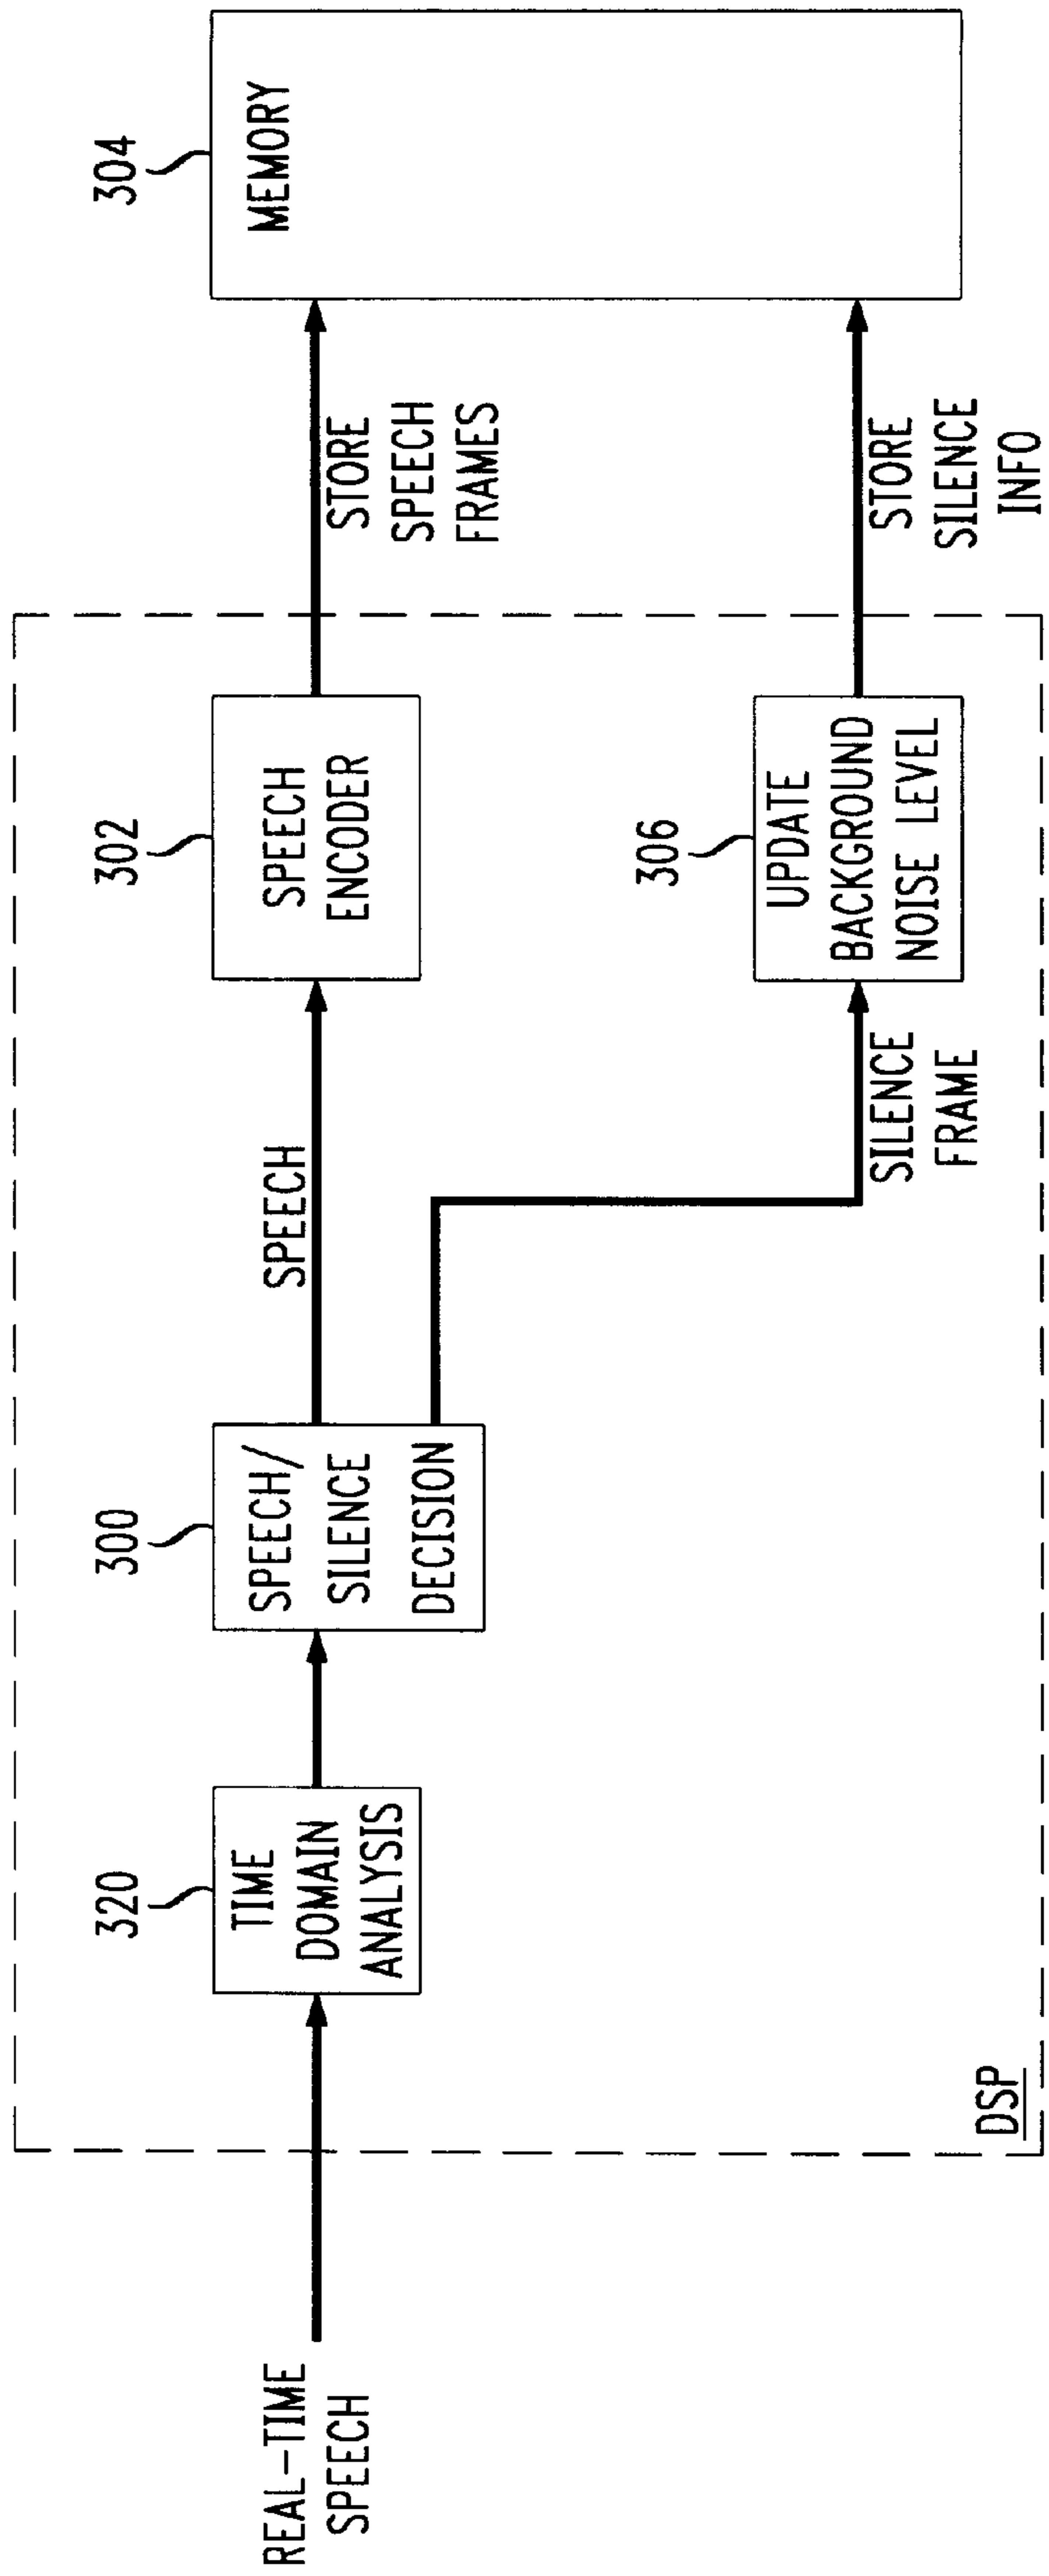 REAL-TIME
SPEECH
320
TIME
DOMAIN
ANALYSIS
300
SPEECH/
SILENCE
DECISION
SPEECH
302
SPEECH
ENCODER
STORE
SPEECH
FRAMES
304
MEMORY
SILENCE
FRAME
306
UPDATE
BACKGROUND
NOISE LEVEL
STORE
SILENCE
INFO
DSP